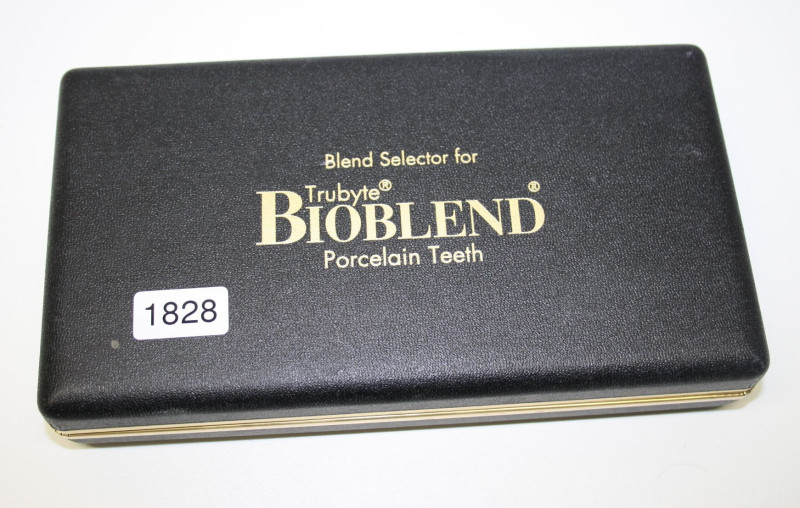 Blend Selector for
Trubyte®
BIOBLEND®
Porcelain Teeth
1828